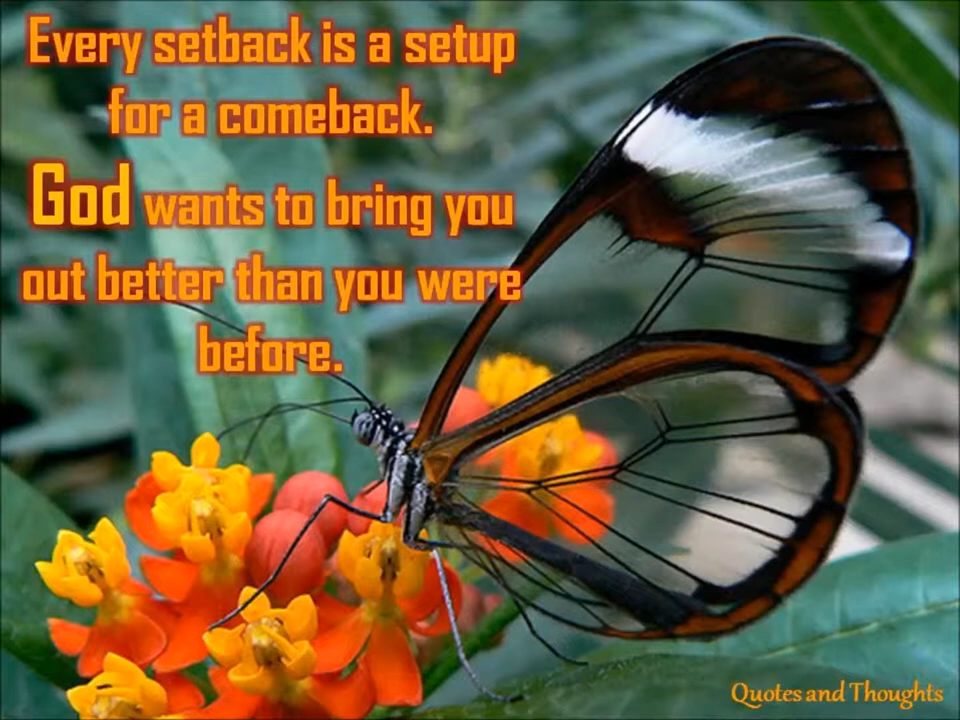 Every setback is a setup
for a comeback.
God wants to bring you
out better than you were
before.
Quotes and Thoughts